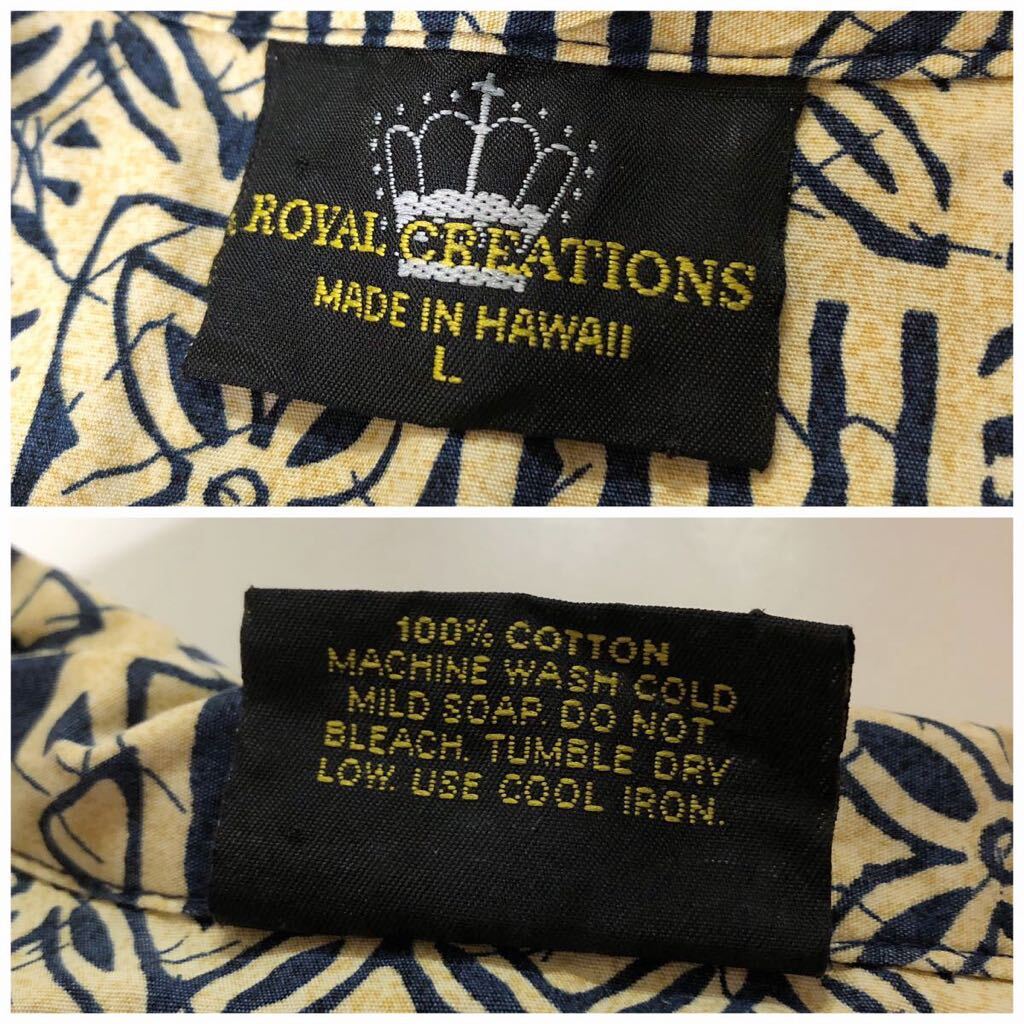 ROYAL CREATIONS
MADE IN HAWAII
L
100% COTTON
MACHINE WASH COLD
MILD SOAP. DO NOT
BLEACH. TUMBLE DRY
LOW. USE COOL IRON.